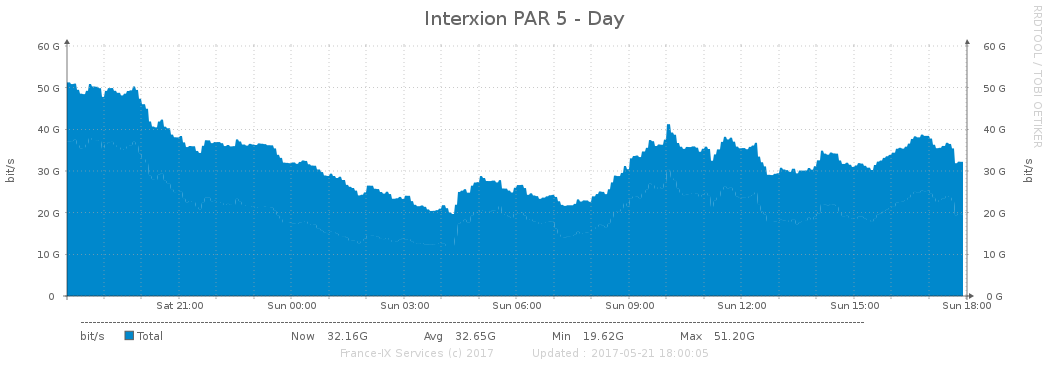 Interxion PAR 5 - Day
RRDTOOL / TOBI OETIKER
bit/s
60 G
50 G
40 G
30 G
20 G
10 G
0
60 G
50 G
40 G
30 G
20 G
10 G
0 G
bit/s
Sat 21:00 Sun 00:00 Sun 03:00 Sun 06:00 Sun 09:00 Sun 12:00 Sun 15:00 Sun 18:00
bit/s Total Now 32.16G Avg 32.65G Min 19.62G Max 51.20G
France-IX Services (c) 2017 Updated : 2017-05-21 18:00:05